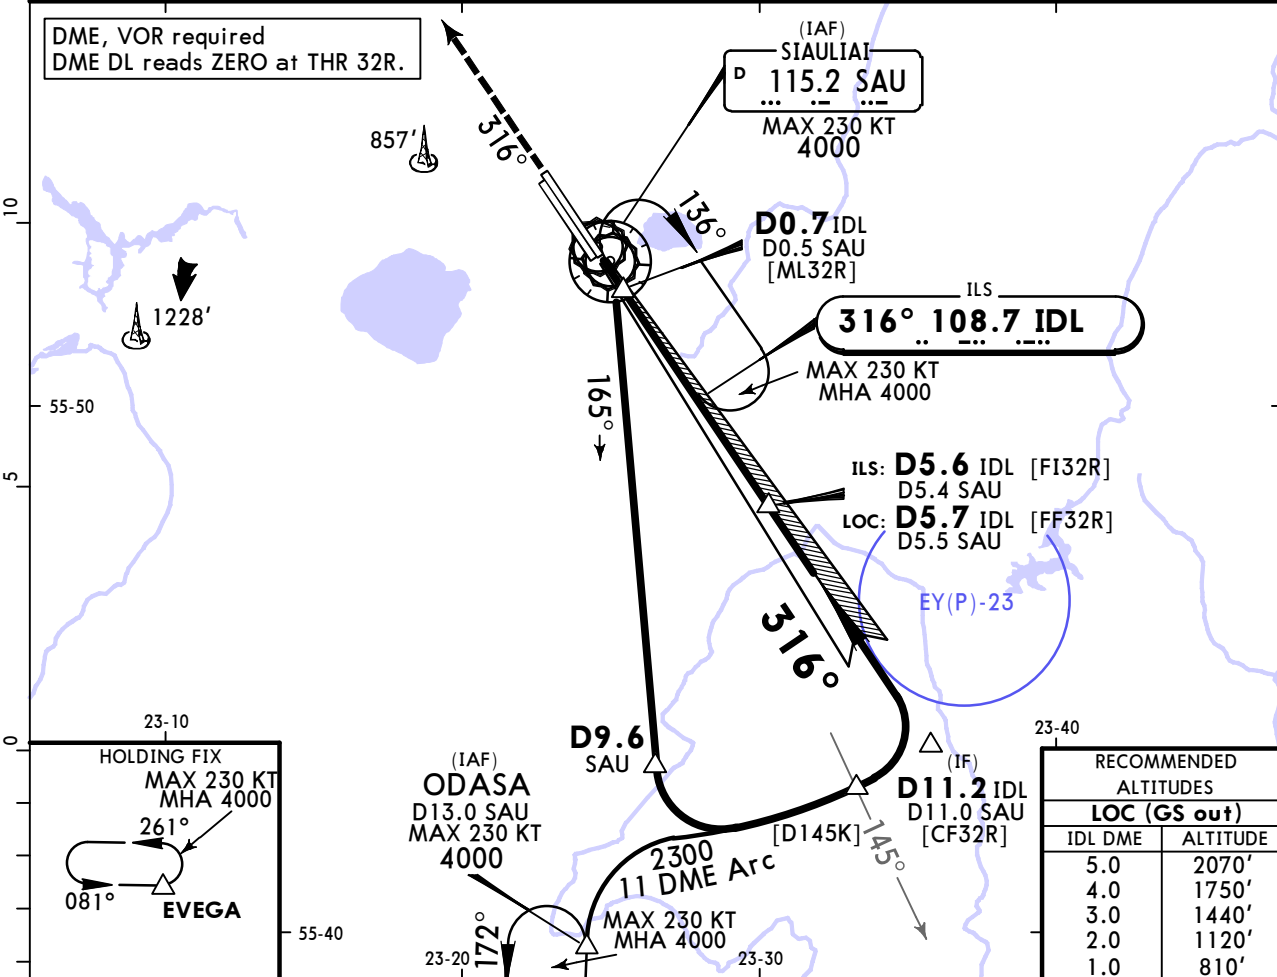 DME, VOR required
DME DL reads ZERO at THR 32R.
(IAF)
SIAULIAI
D 115.2 SAU
MAX 230 KT
4000
857'
316°
136°
10
D0.7 IDL
D0.5 SAU
[ML32R]
1228'
ILS
316° 108.7 IDL
MAX 230 KT
MHA 4000
165°
55-50
5
ILS: D5.6 IDL [FI32R]
D5.4 SAU
LOC: D5.7 IDL [FF32R]
D5.5 SAU
EY(P)-23
316°
23-10
23-40
0
D9.6
SAU
HOLDING FIX
MAX 230 KT
MHA 4000
261°
081°
EVEGA
(IAF)
ODASA
D13.0 SAU
MAX 230 KT
4000
(IF)
D11.2 IDL
D11.0 SAU
[CF32R]
[D145K]
145°
2300
11 DME Arc
MAX 230 KT
MHA 4000
172°
55-40
23-20
23-30
RECOMMENDED
ALTITUDES
LOC (GS out)
IDL DME ALTITUDE
5.0 2070'
4.0 1750'
3.0 1440'
2.0 1120'
1.0 810'